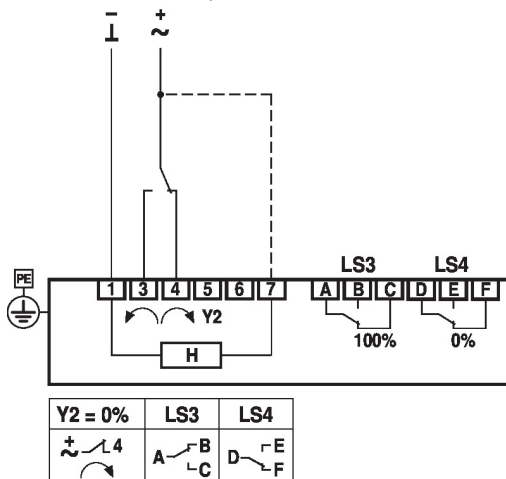 − +
⊥ ~
LS3 LS4
PE 1 3 4 5 6 7 A B C D E F
Y2
100% 0%
H
Y2 = 0% LS3 LS4
+
~ 4 A B C D E F